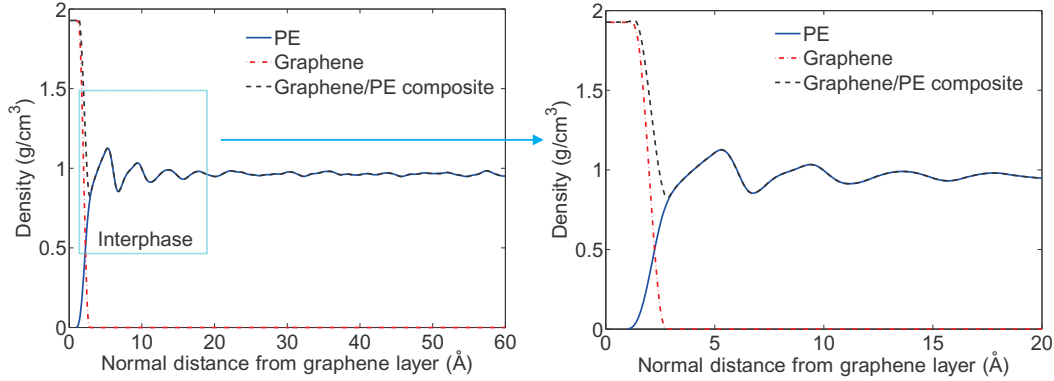 2
1.5
1
0.5
0
Density (g/cm³)
PE
Graphene
Graphene/PE composite
Interphase
0 10 20 30 40 50 60
Normal distance from graphene layer (Å)
2
1.5
1
0.5
0
Density (g/cm³)
PE
Graphene
Graphene/PE composite
0 5 10 15 20
Normal distance from graphene layer (Å)